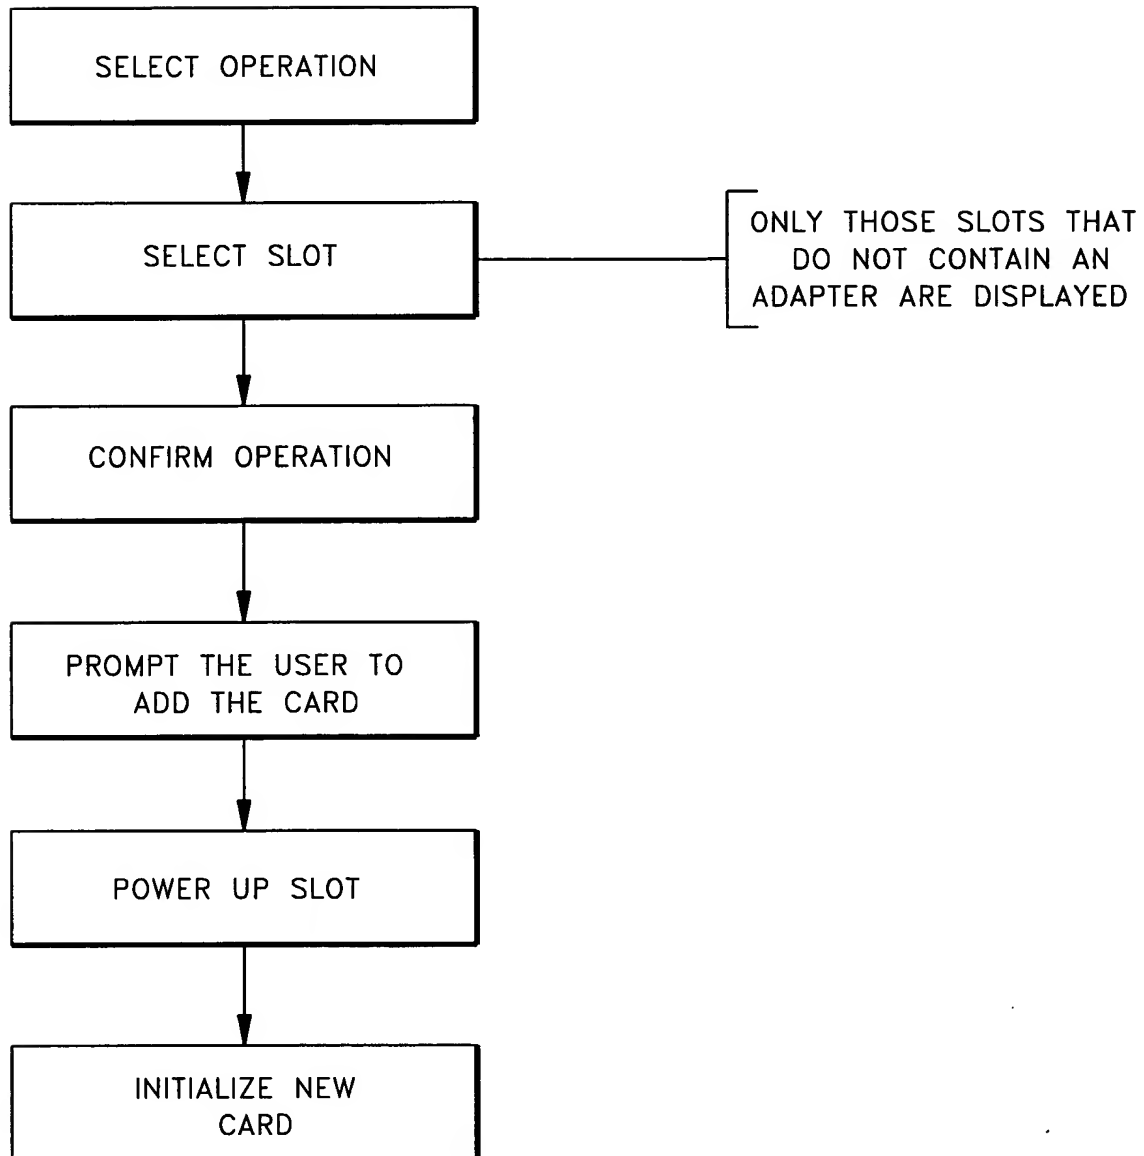 SELECT OPERATION
SELECT SLOT
ONLY THOSE SLOTS THAT
DO NOT CONTAIN AN
ADAPTER ARE DISPLAYED
CONFIRM OPERATION
PROMPT THE USER TO
ADD THE CARD
POWER UP SLOT
INITIALIZE NEW
CARD